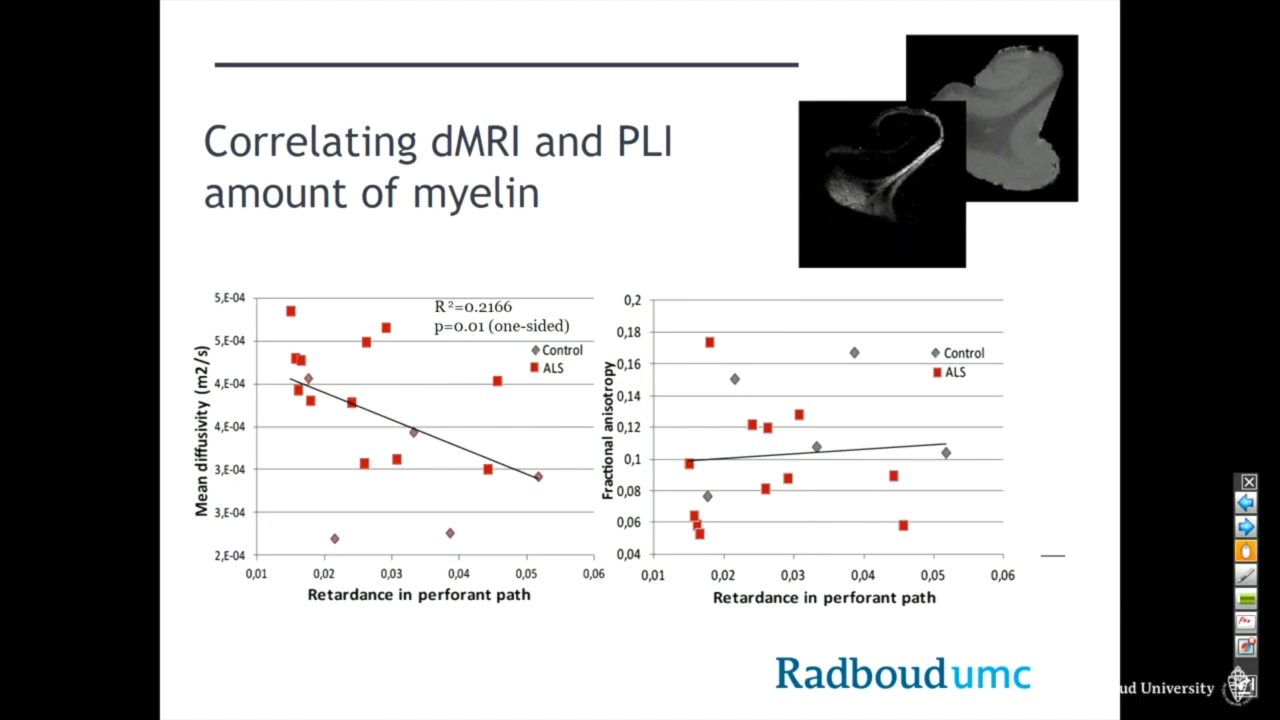 Correlating dMRI and PLI
amount of myelin
5,E-04
5,E-04
4,E-04
4,E-04
3,E-04
3,E-04
2,E-04
Mean diffusivity (m2/s)
R²=0.2166
p=0.01 (one-sided)
Control
ALS
0,01 0,02 0,03 0,04 0,05 0,06
Retardance in perforant path
0,2
0,18
0,16
0,14
0,12
0,1
0,08
0,06
0,04
Fractional anisotropy
Control
ALS
0,01 0,02 0,03 0,04 0,05 0,06
Retardance in perforant path
Radboudumc
ud University